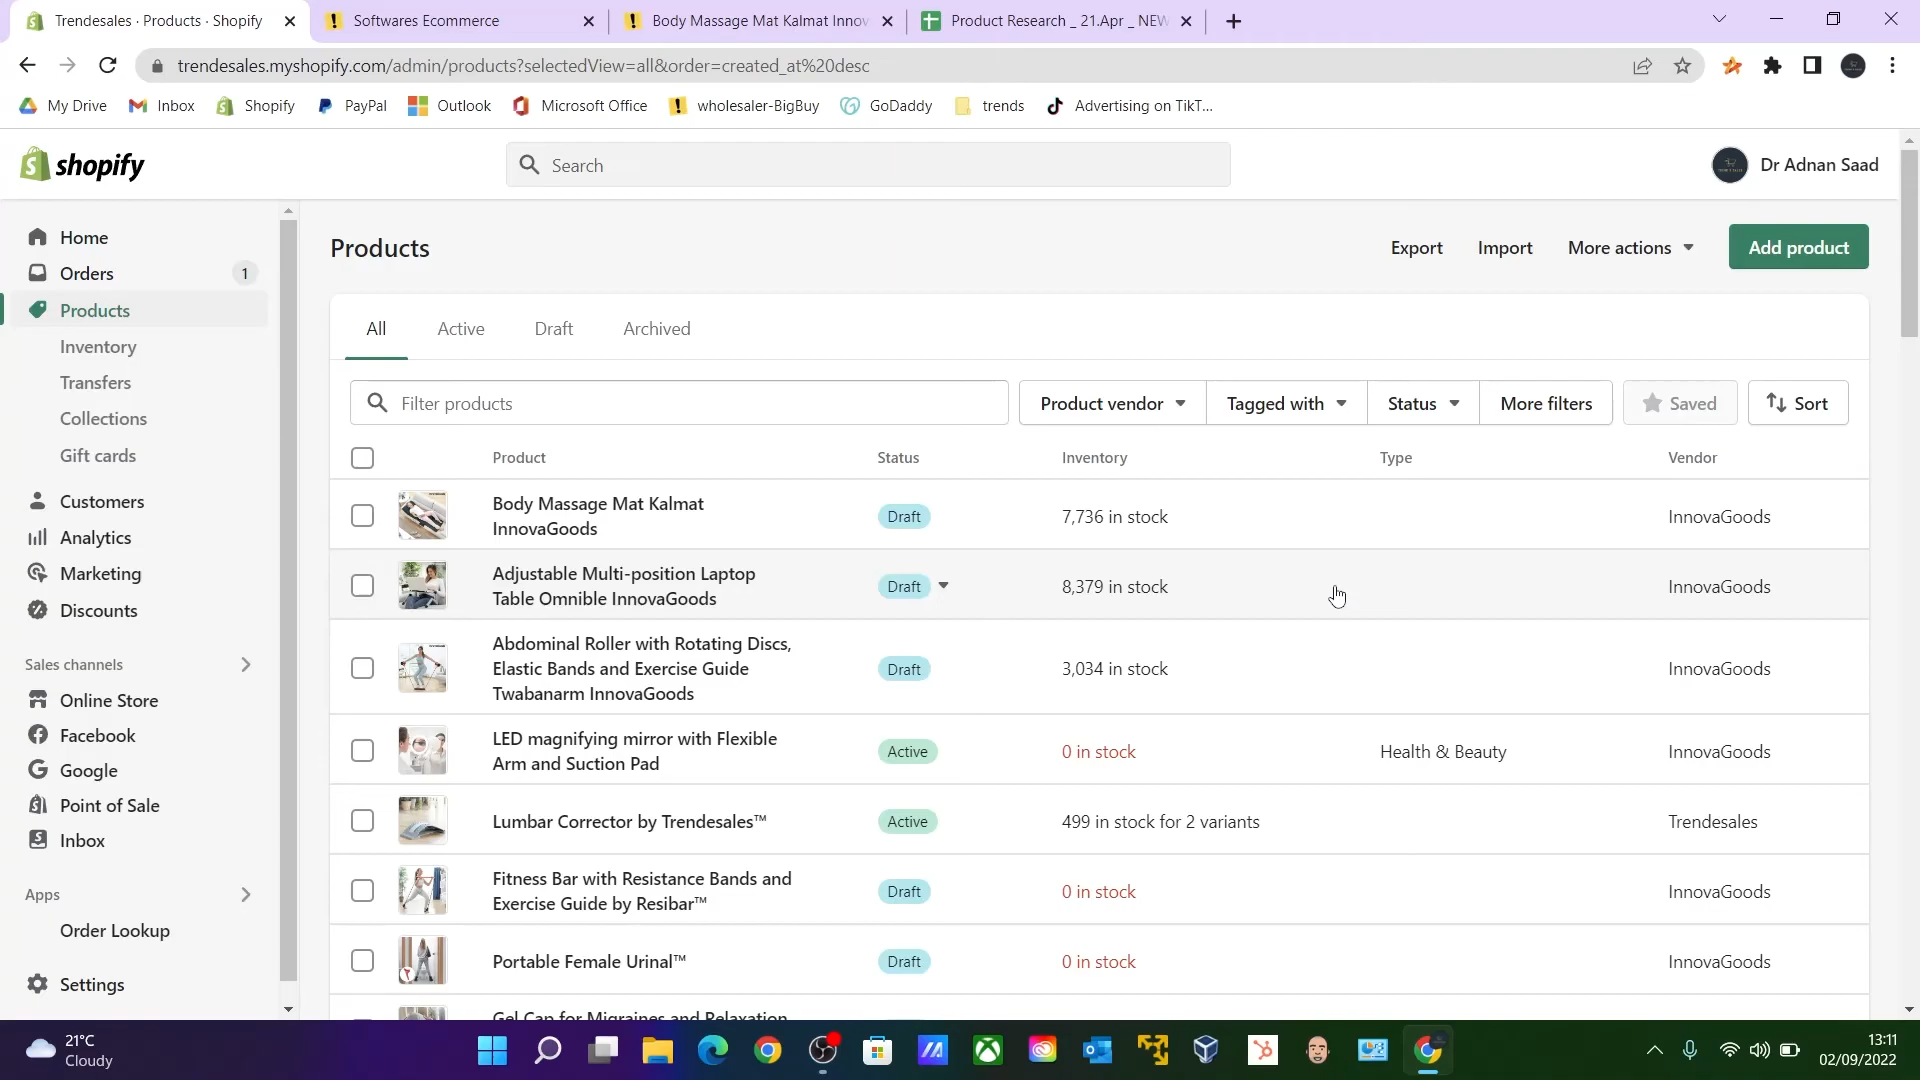 Trendesales · Products · Shopify
Softwares Ecommerce
Body Massage Mat Kalmat Innov
Product Research _ 21.Apr _ NEW
trendesales.myshopify.com/admin/products?selectedView=all&order=created_at%20desc
My Drive
Inbox
Shopify
PayPal
Outlook
Microsoft Office
wholesaler-BigBuy
GoDaddy
trends
Advertising on TikT...
shopify
Search
Dr Adnan Saad
Home
Orders
1
Products
Inventory
Transfers
Collections
Gift cards
Customers
Analytics
Marketing
Discounts
Sales channels
Online Store
Facebook
Google
Point of Sale
Inbox
Apps
Order Lookup
Settings
Products
Export
Import
More actions
Add product
All
Active
Draft
Archived
Filter products
Product vendor
Tagged with
Status
More filters
Saved
Sort
Product
Status
Inventory
Type
Vendor
Body Massage Mat Kalmat
InnovaGoods
Draft
7,736 in stock
InnovaGoods
Adjustable Multi-position Laptop
Table Omnible InnovaGoods
Draft
8,379 in stock
InnovaGoods
Abdominal Roller with Rotating Discs,
Elastic Bands and Exercise Guide
Twabanarm InnovaGoods
Draft
3,034 in stock
InnovaGoods
LED magnifying mirror with Flexible
Arm and Suction Pad
Active
0 in stock
Health & Beauty
InnovaGoods
Lumbar Corrector by Trendesales™
Active
499 in stock for 2 variants
Trendesales
Fitness Bar with Resistance Bands and
Exercise Guide by Resibar™
Draft
0 in stock
InnovaGoods
Portable Female Urinal™
Draft
0 in stock
InnovaGoods
Gel Cap for Migraines and Relaxation
21°C
Cloudy
13:11
02/09/2022